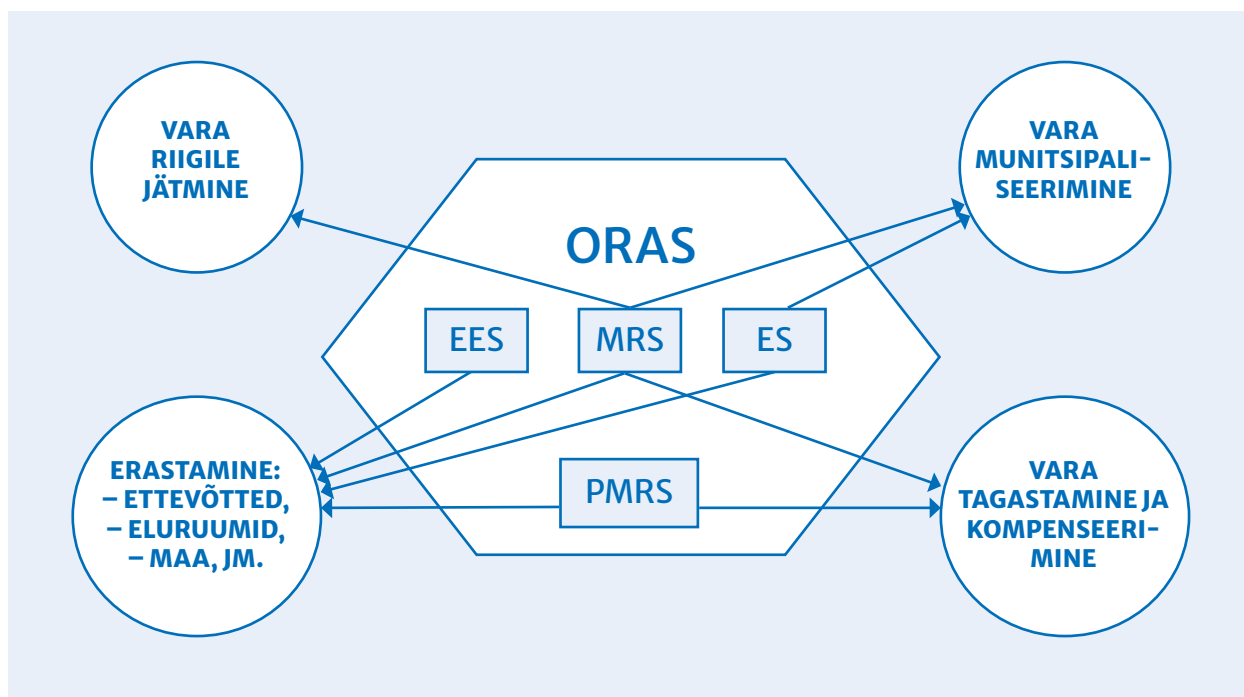 VARA
RIIGILE
JÄTMINE
VARA
MUNITSIPALI-
SEERIMINE
ORAS
EES
MRS
ES
ERASTAMINE:
– ETTEVÕTTED,
– ELURUUMID,
– MAA, JM.
PMRS
VARA
TAGASTAMINE JA
KOMPENSEERI-
MINE